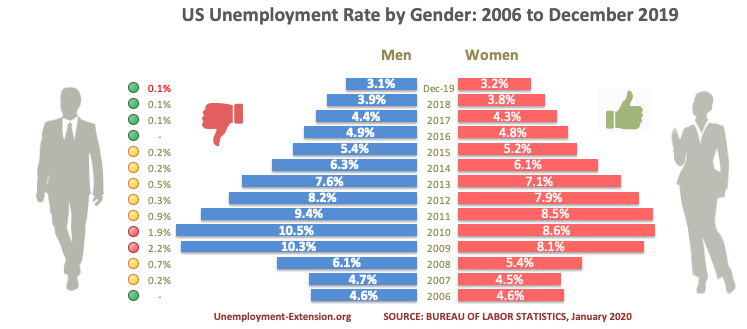 US Unemployment Rate by Gender: 2006 to December 2019
Men Women
0.1% 3.1% Dec-19 3.2%
0.1% 3.9% 2018 3.8%
0.1% 4.4% 2017 4.3%
- 4.9% 2016 4.8%
0.2% 5.4% 2015 5.2%
0.2% 6.3% 2014 6.1%
0.5% 7.6% 2013 7.1%
0.3% 8.2% 2012 7.9%
0.9% 9.4% 2011 8.5%
1.9% 10.5% 2010 8.6%
2.2% 10.3% 2009 8.1%
0.7% 6.1% 2008 5.4%
0.2% 4.7% 2007 4.5%
- 4.6% 2006 4.6%
Unemployment-Extension.org SOURCE: BUREAU OF LABOR STATISTICS, January 2020